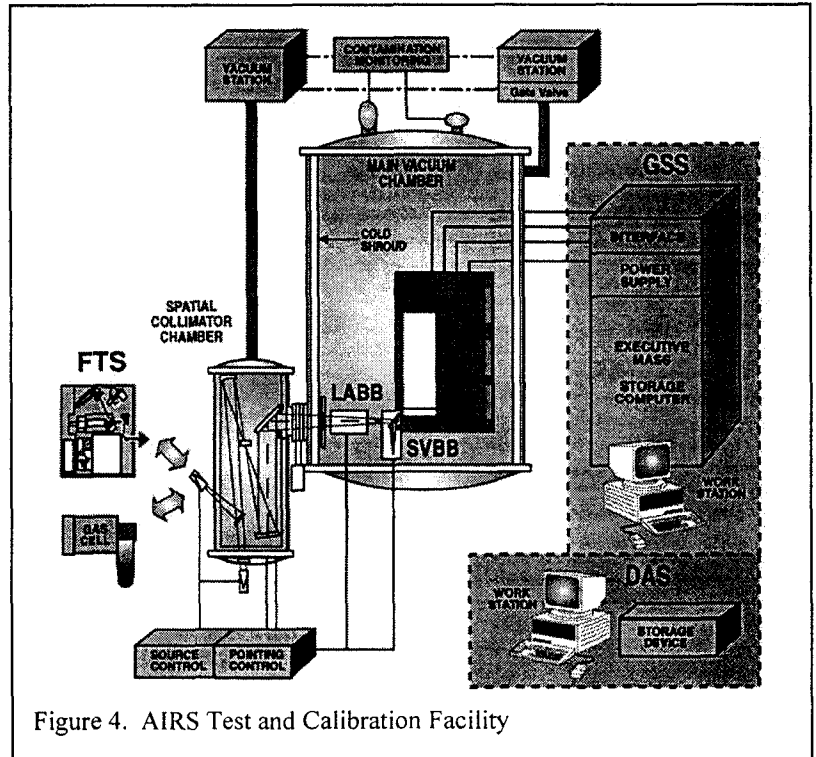 VACUUM
STATION
CONTAMINATION
MONITORING
VACUUM
STATION
Gate Valve
MAIN VACUUM
CHAMBER
GSS
COLD
SHROUD
INTERFACE
POWER
SUPPLY
SPATIAL
COLLIMATOR
CHAMBER
EXECUTIVE
MASS
STORAGE
COMPUTER
FTS
LABB
SVBB
WORK
STATION
GAS
CELL
DAS
WORK
STATION
STORAGE
DEVICE
SOURCE
CONTROL
POINTING
CONTROL
Figure 4. AIRS Test and Calibration Facility